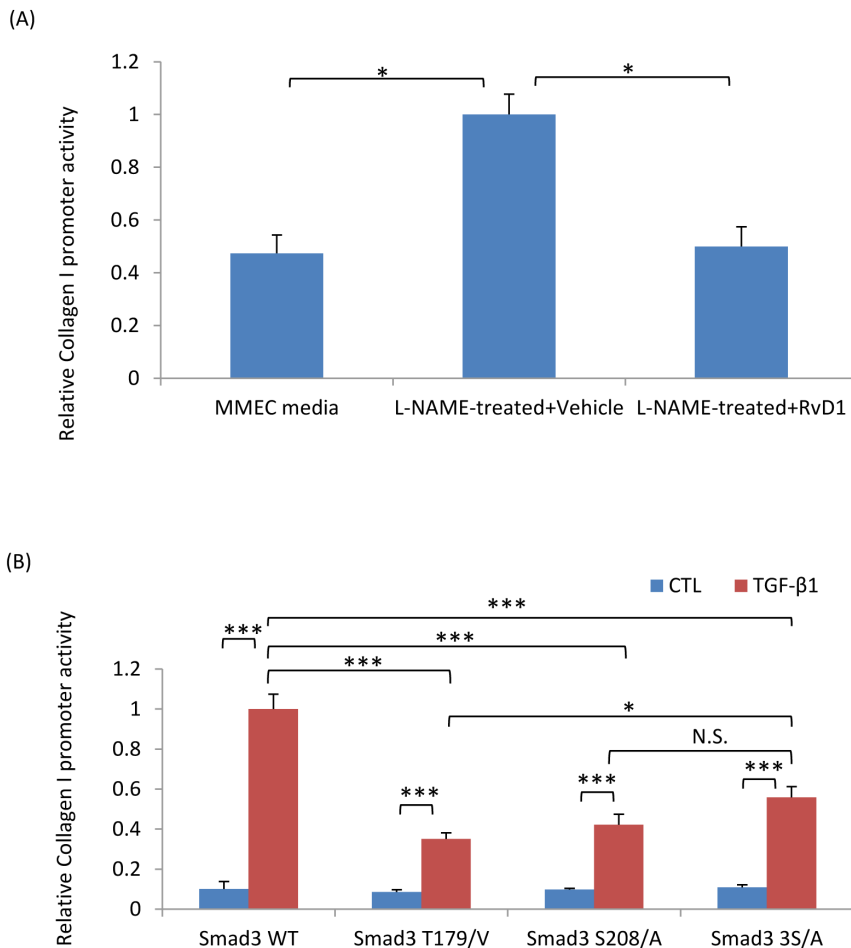 (A)
Relative Collagen I promoter activity
1.2
1
0.8
0.6
0.4
0.2
0
*
*
MMEC media
L-NAME-treated+Vehicle
L-NAME-treated+RvD1
(B)
Relative Collagen I promoter activity
CTL
TGF-β1
1.2
1
0.8
0.6
0.4
0.2
0
***
***
***
***
*
N.S.
***
***
***
Smad3 WT
Smad3 T179/V
Smad3 S208/A
Smad3 3S/A